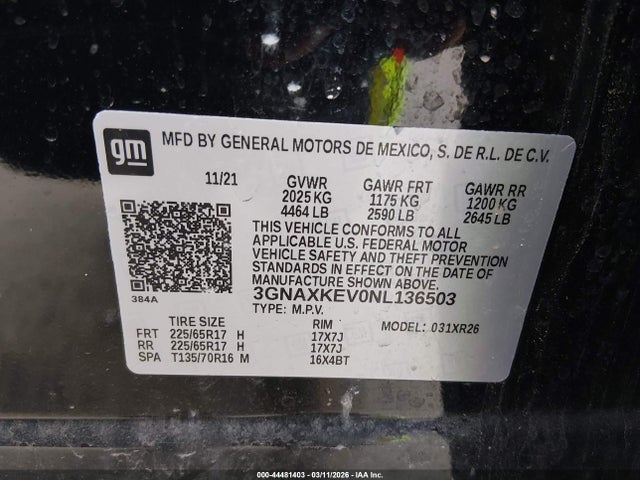 gm
MFD BY GENERAL MOTORS DE MEXICO, S. DE R.L. DE C.V.
11/21 GVWR GAWR FRT GAWR RR
2025 KG 1175 KG 1200 KG
4464 LB 2590 LB 2645 LB
THIS VEHICLE CONFORMS TO ALL
APPLICABLE U.S. FEDERAL MOTOR
VEHICLE SAFETY, BUMPER, AND THEFT
PREVENTION STANDARDS
STANDARDS IN EFFECT ON THE DATE OF
MANUFACTURE SHOWN ABOVE.
384A
3GNAXKEV0NL136503
TYPE: M.P.V.
TIRE SIZE RIM MODEL: 031XR26
FRT 225/65R17 H 17X7J
RR 225/65R17 H 17X7J
SPA T135/70R16 M 16X4BT
000-44481403 - 03/11/2026 - IAA Inc.